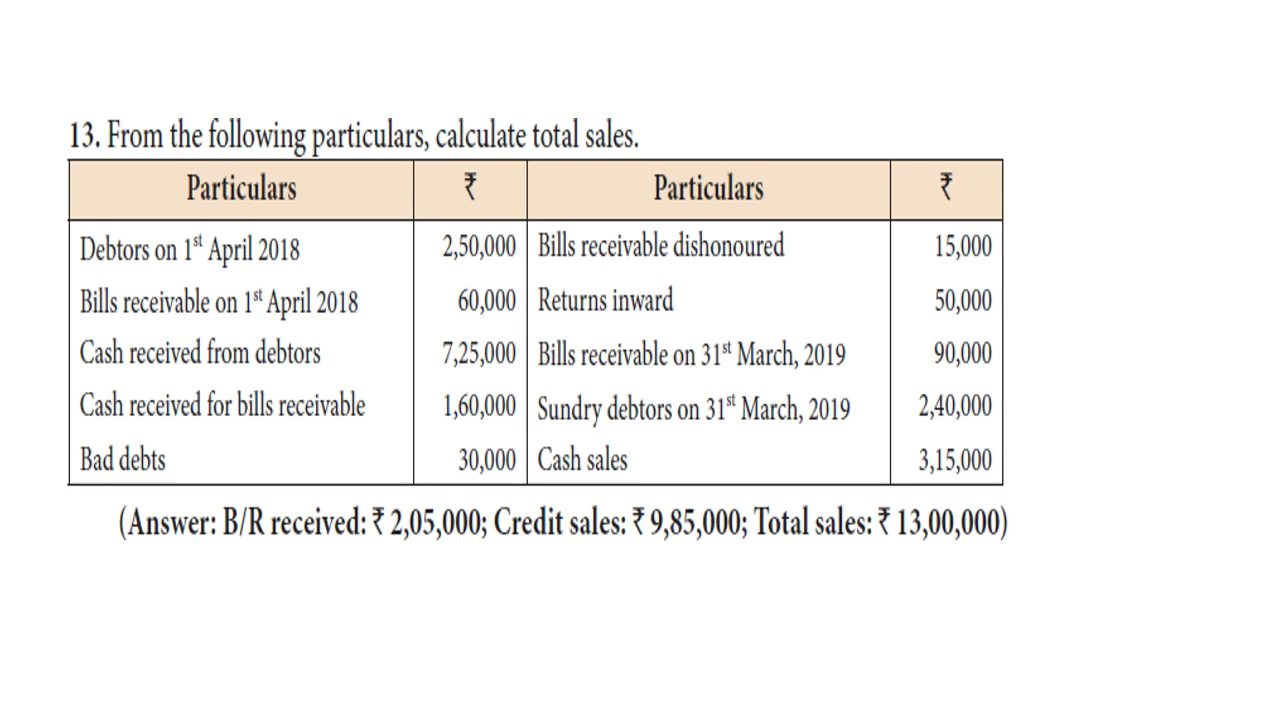 13. From the following particulars, calculate total sales.
Particulars ₹ Particulars ₹
Debtors on 1st April 2018 2,50,000 Bills receivable dishonoured 15,000
Bills receivable on 1st April 2018 60,000 Returns inward 50,000
Cash received from debtors 7,25,000 Bills receivable on 31st March, 2019 90,000
Cash received for bills receivable 1,60,000 Sundry debtors on 31st March, 2019 2,40,000
Bad debts 30,000 Cash sales 3,15,000
(Answer: B/R received: ₹ 2,05,000; Credit sales: ₹ 9,85,000; Total sales: ₹ 13,00,000)